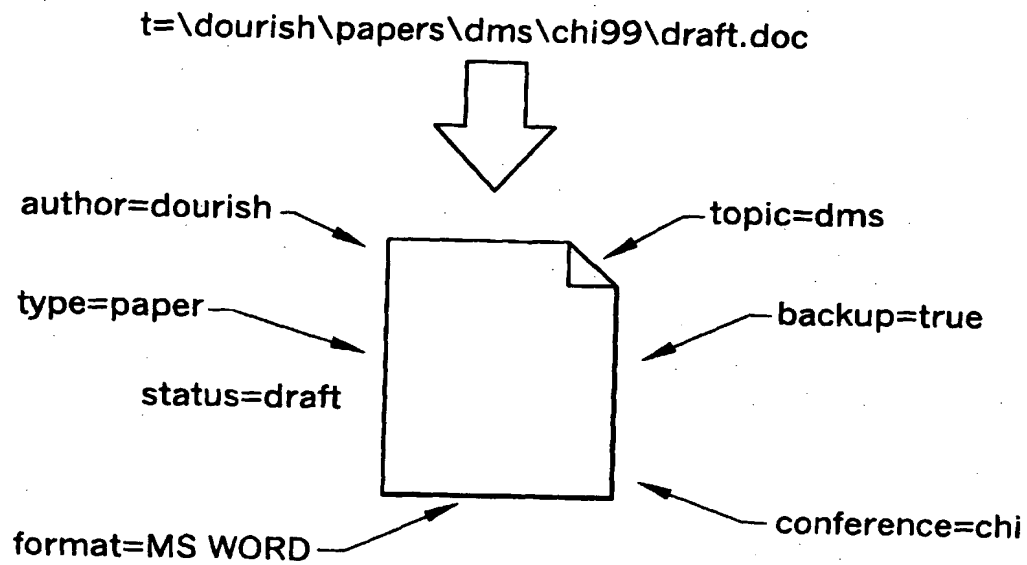 t=\dourish\papers\dms\chi99\draft.doc
author=dourish
topic=dms
type=paper
backup=true
status=draft
conference=chi
format=MS WORD